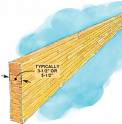 TYPICALLY
3-1/2" OR
5-1/2"